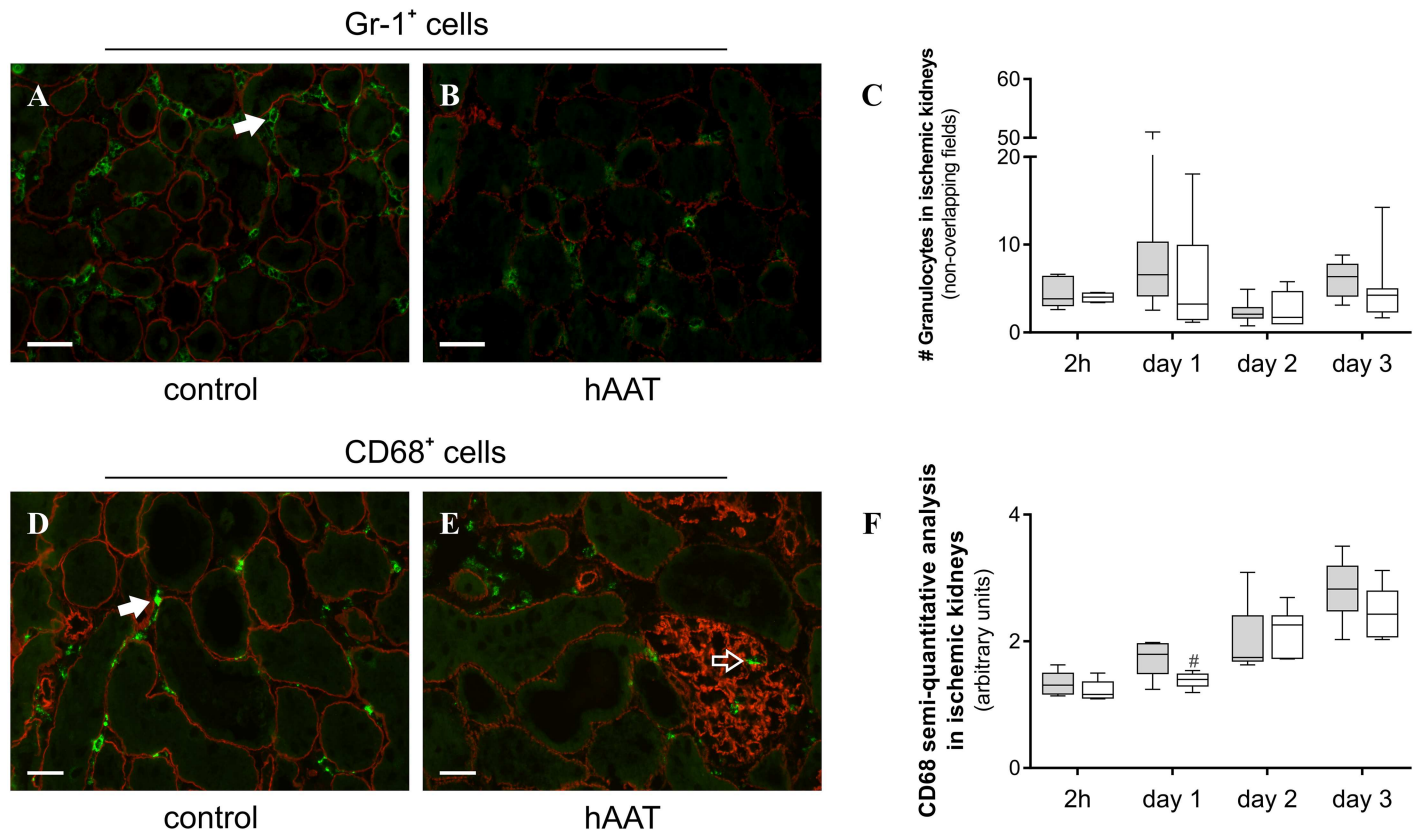 Gr-1⁺ cells
A
B
control
hAAT
C
# Granulocytes in ischemic kidneys
(non-overlapping fields)
60
50
20
10
0
2h day 1 day 2 day 3
CD68⁺ cells
D
E
control
hAAT
F
CD68 semi-quantitative analysis
in ischemic kidneys
(arbitrary units)
4
2
0
#
2h day 1 day 2 day 3